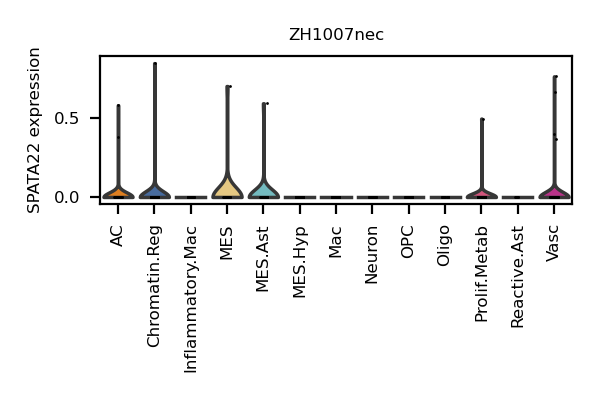 ZH1007nec
SPATA22 expression
0.5
0.0
AC
Chromatin.Reg
Inflammatory.Mac
MES
MES.Ast
MES.Hyp
Mac
Neuron
OPC
Oligo
Prolif.Metab
Reactive.Ast
Vasc